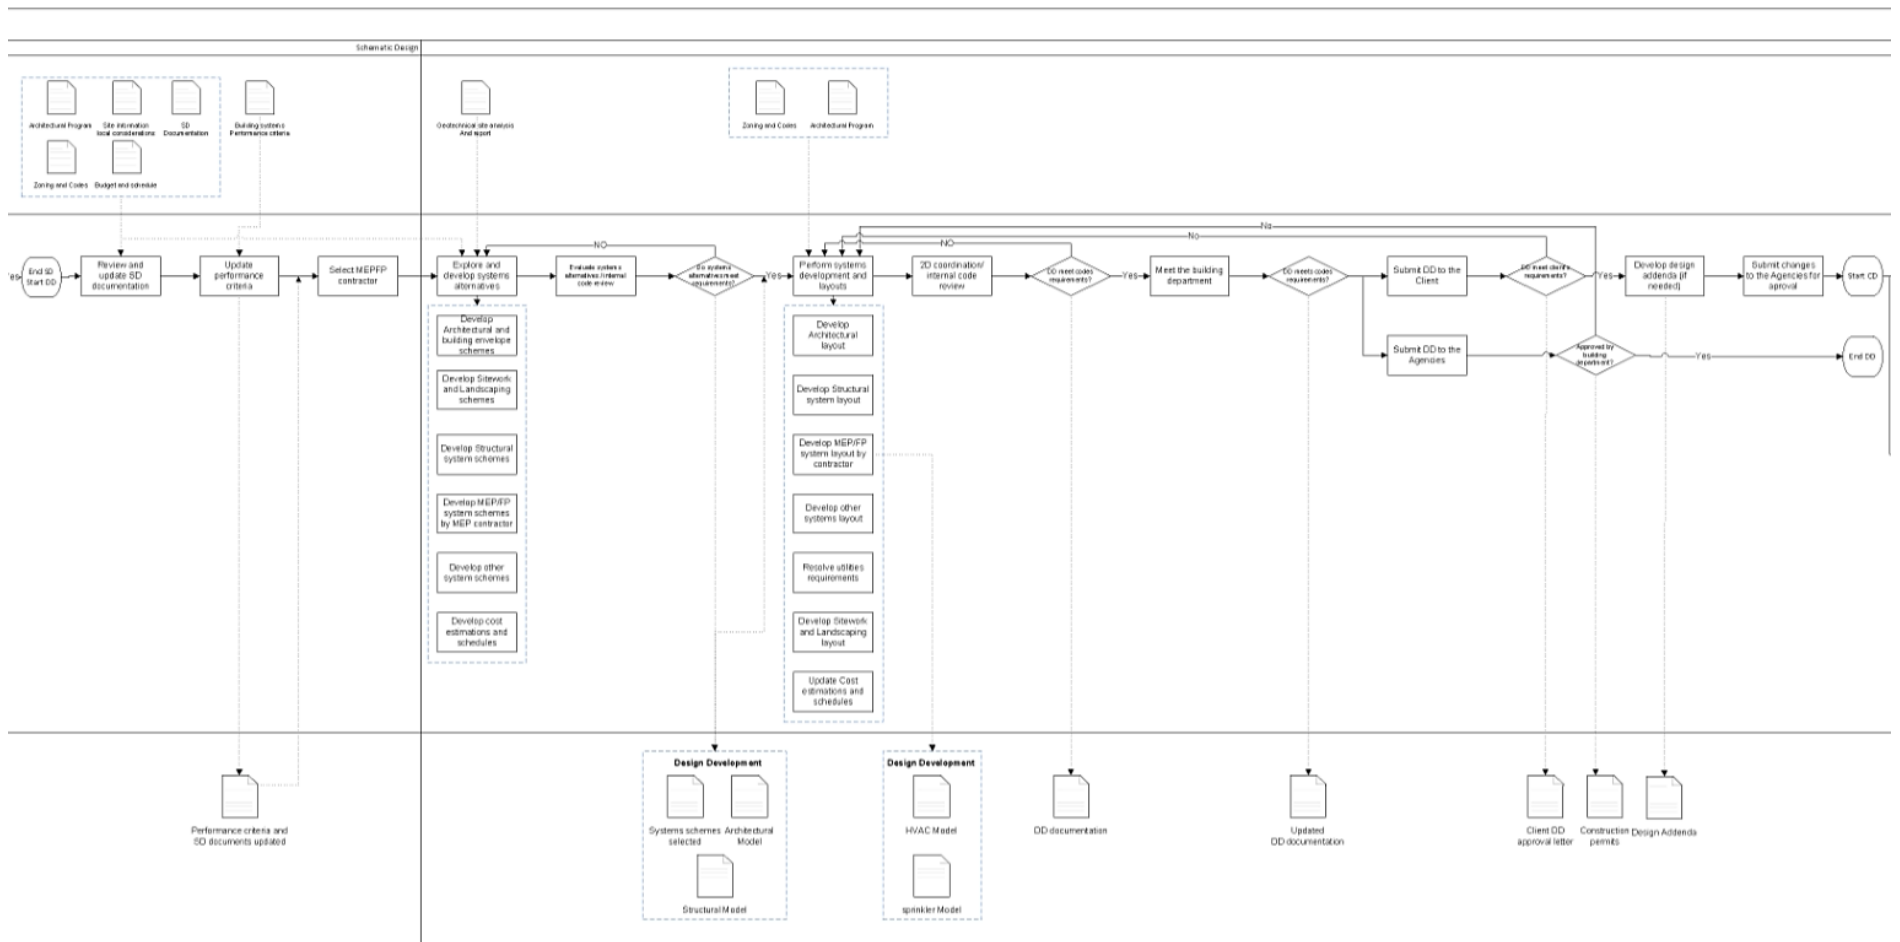 Schematic Design
Architectural Program
Site information
local considerations
SD
Documentation
Building systems
Performance criteria
Zoning and Codes
Budget and schedule
Geotechnical site analysis
And report
Zoning and Codes
Architectural Program
End SD
Start DD
Review and
update SD
documentation
Update
performance
criteria
Select MEPFP
contractor
Explore and
develop systems
alternatives
NO
Evaluate systems
alternatives /internal
code review
Do systems
alternatives meet
requirements?
Yes
Perform systems
development and
layouts
NO
No
No
2D coordination/
internal code
review
DD meet codes
requirements?
Yes
Meet the building
department
DD meets codes
requirements?
Submit DD to the
Client
DD meet client's
requirements?
Yes
Develop design
addenda (if
needed)
Submit changes
to the Agencies for
aproval
Start CD
Submit DD to the
Agencies
Approved by
building
department?
Yes
End DD
Develop
Architectural and
building envelope
schemes
Develop Sitework
and Landscaping
schemes
Develop Structural
system schemes
Develop MEP/FP
system schemes
by MEP contractor
Develop other
system schemes
Develop cost
estimations and
schedules
Develop
Architectural
layout
Develop Structural
system layout
Develop MEP/FP
system layout by
contractor
Develop other
systems layout
Resolve utilities
requirements
Develop Sitework
and Landscaping
layout
Update Cost
estimations and
schedules
Performance criteria and
SD documents updated
Design Development
Systems schemes
selected
Architectural
Model
Structural Model
Design Development
HVAC Model
sprinkler Model
DD documentation
Updated
DD documentation
Client DD
approval letter
Construction
permits
Design Addenda